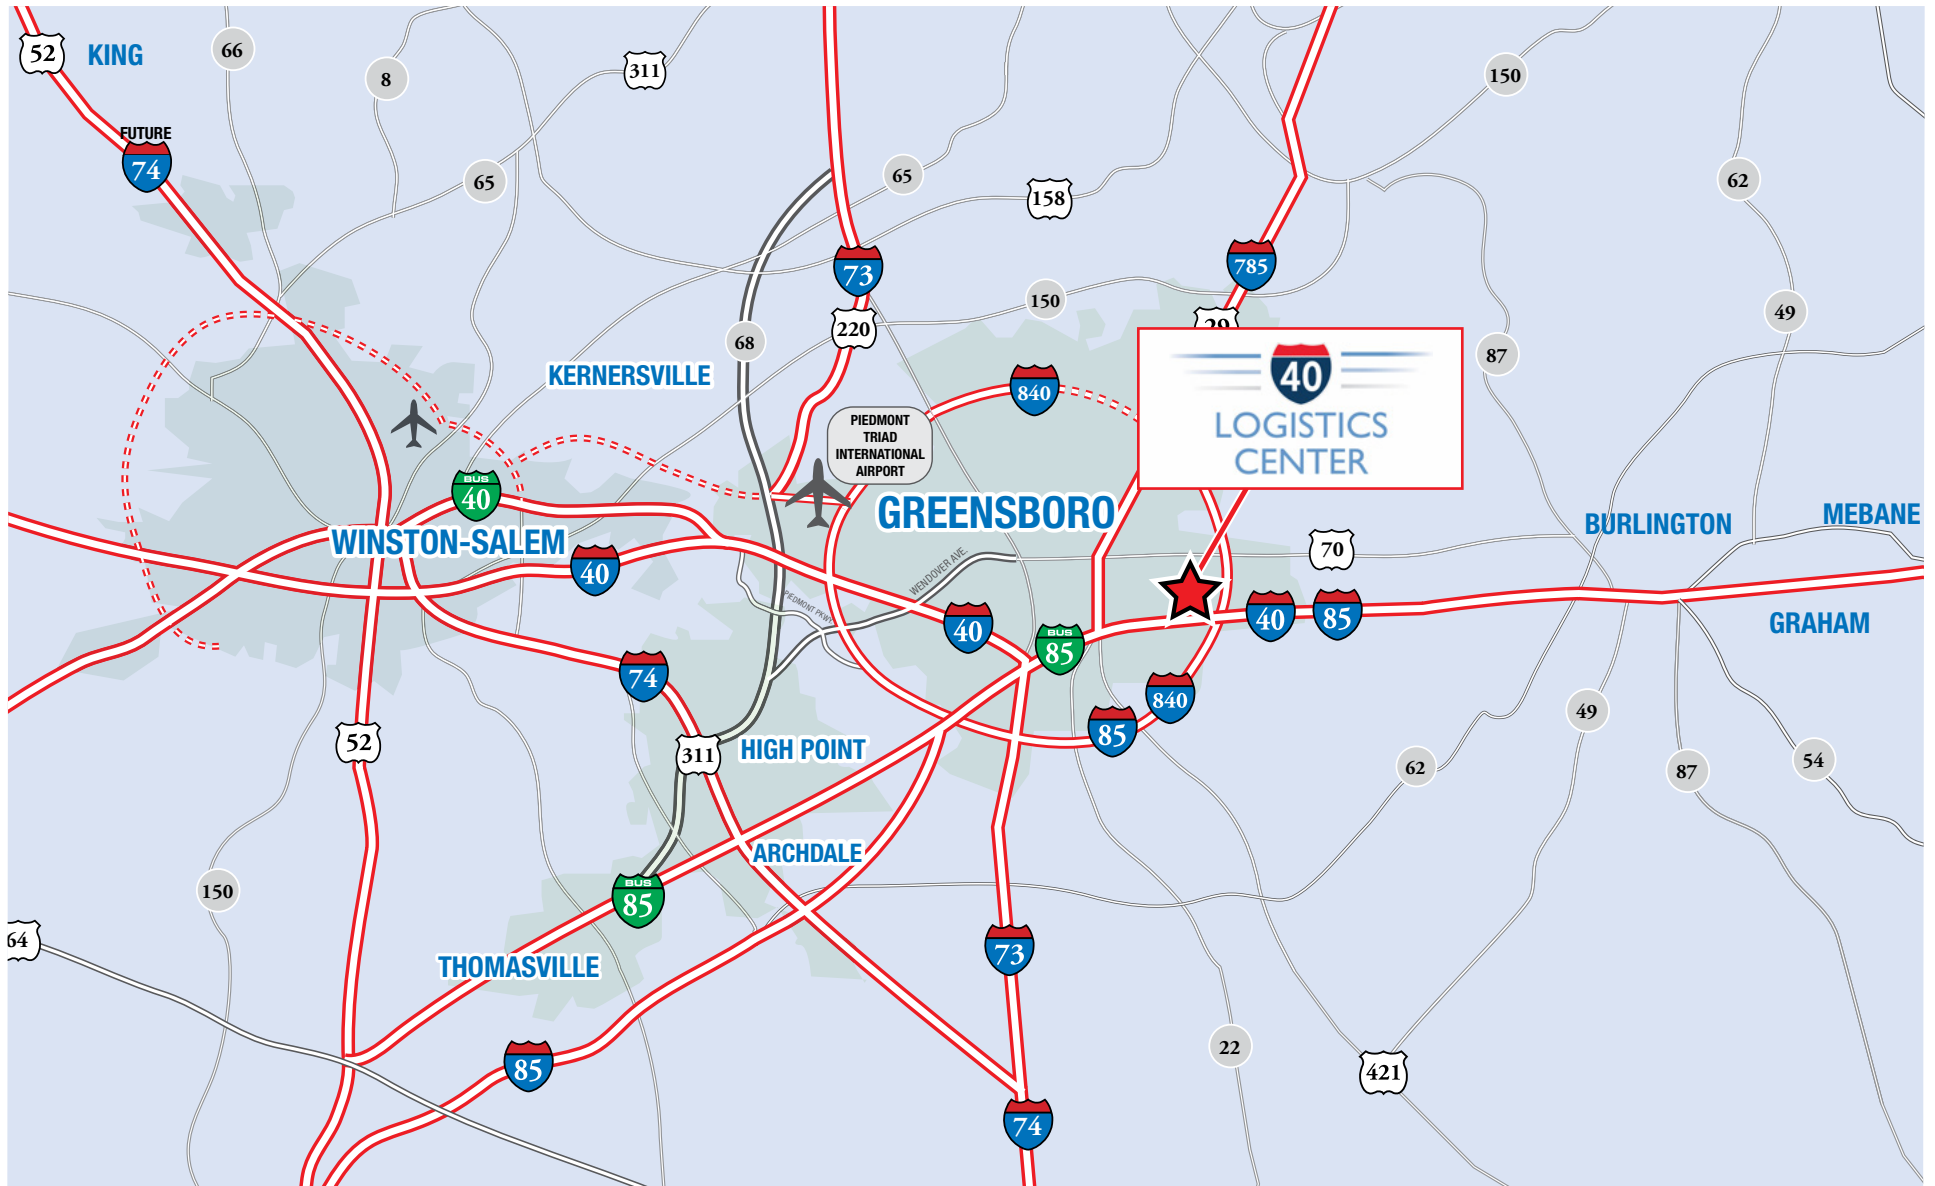 52
KING
66
8
311
150
FUTURE
74
65
65
158
62
73
785
220
150
29
49
68
87
KERNERSVILLE
840
40
LOGISTICS
CENTER
PIEDMONT
TRIAD
INTERNATIONAL
AIRPORT
BUS
40
GREENSBORO
BURLINGTON
MEBANE
WINSTON-SALEM
70
40
WENDOVER AVE.
PIEDMONT PKWY
40
BUS
85
40
85
GRAHAM
74
840
85
49
52
311
HIGH POINT
62
87
54
ARCHDALE
150
BUS
85
64
73
THOMASVILLE
85
22
421
74